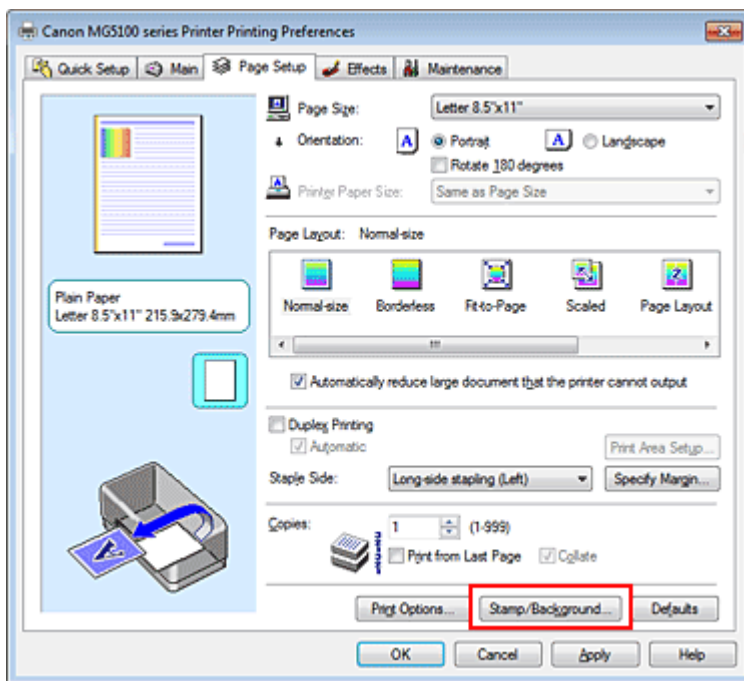 Canon MG5100 series Printer Printing Preferences
Quick Setup Main Page Setup Effects Maintenance
Page Size: Letter 8.5"x11"
Orientation: A Portrait A Landscape
Rotate 180 degrees
Printer Paper Size: Same as Page Size
Page Layout: Normal-size
Normal-size Borderless Fit-to-Page Scaled Page Layout
Plain Paper
Letter 8.5"x11" 215.9x279.4mm
Automatically reduce large document that the printer cannot output
Duplex Printing
Automatic
Print Area Setup...
Staple Side: Long-side stapling (Left) Specify Margin...
Copies: 1 (1-999)
Print from Last Page Collate
Print Options... Stamp/Background... Defaults
OK Cancel Apply Help